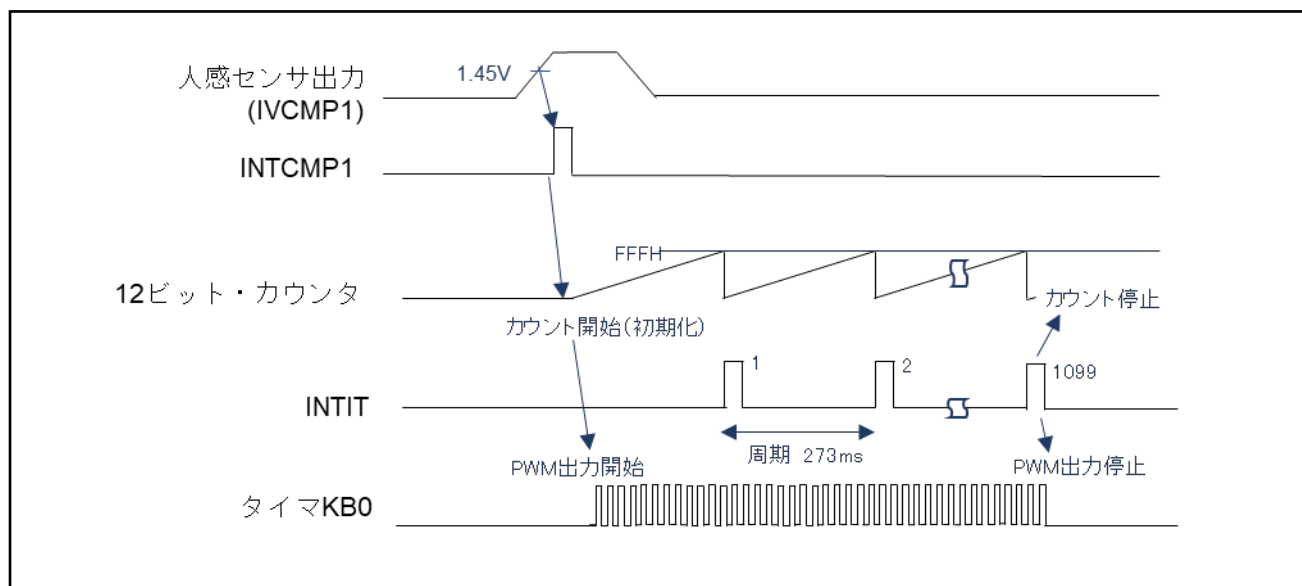 人感センサ出力
(IVCMP1)
1.45V
INTCMP1
FFFH
12ビット・カウンタ
カウント開始(初期化)
カウント停止
INTIT
1
2
1099
周期 273ms
PWM出力開始
PWM出力停止
タイマKB0